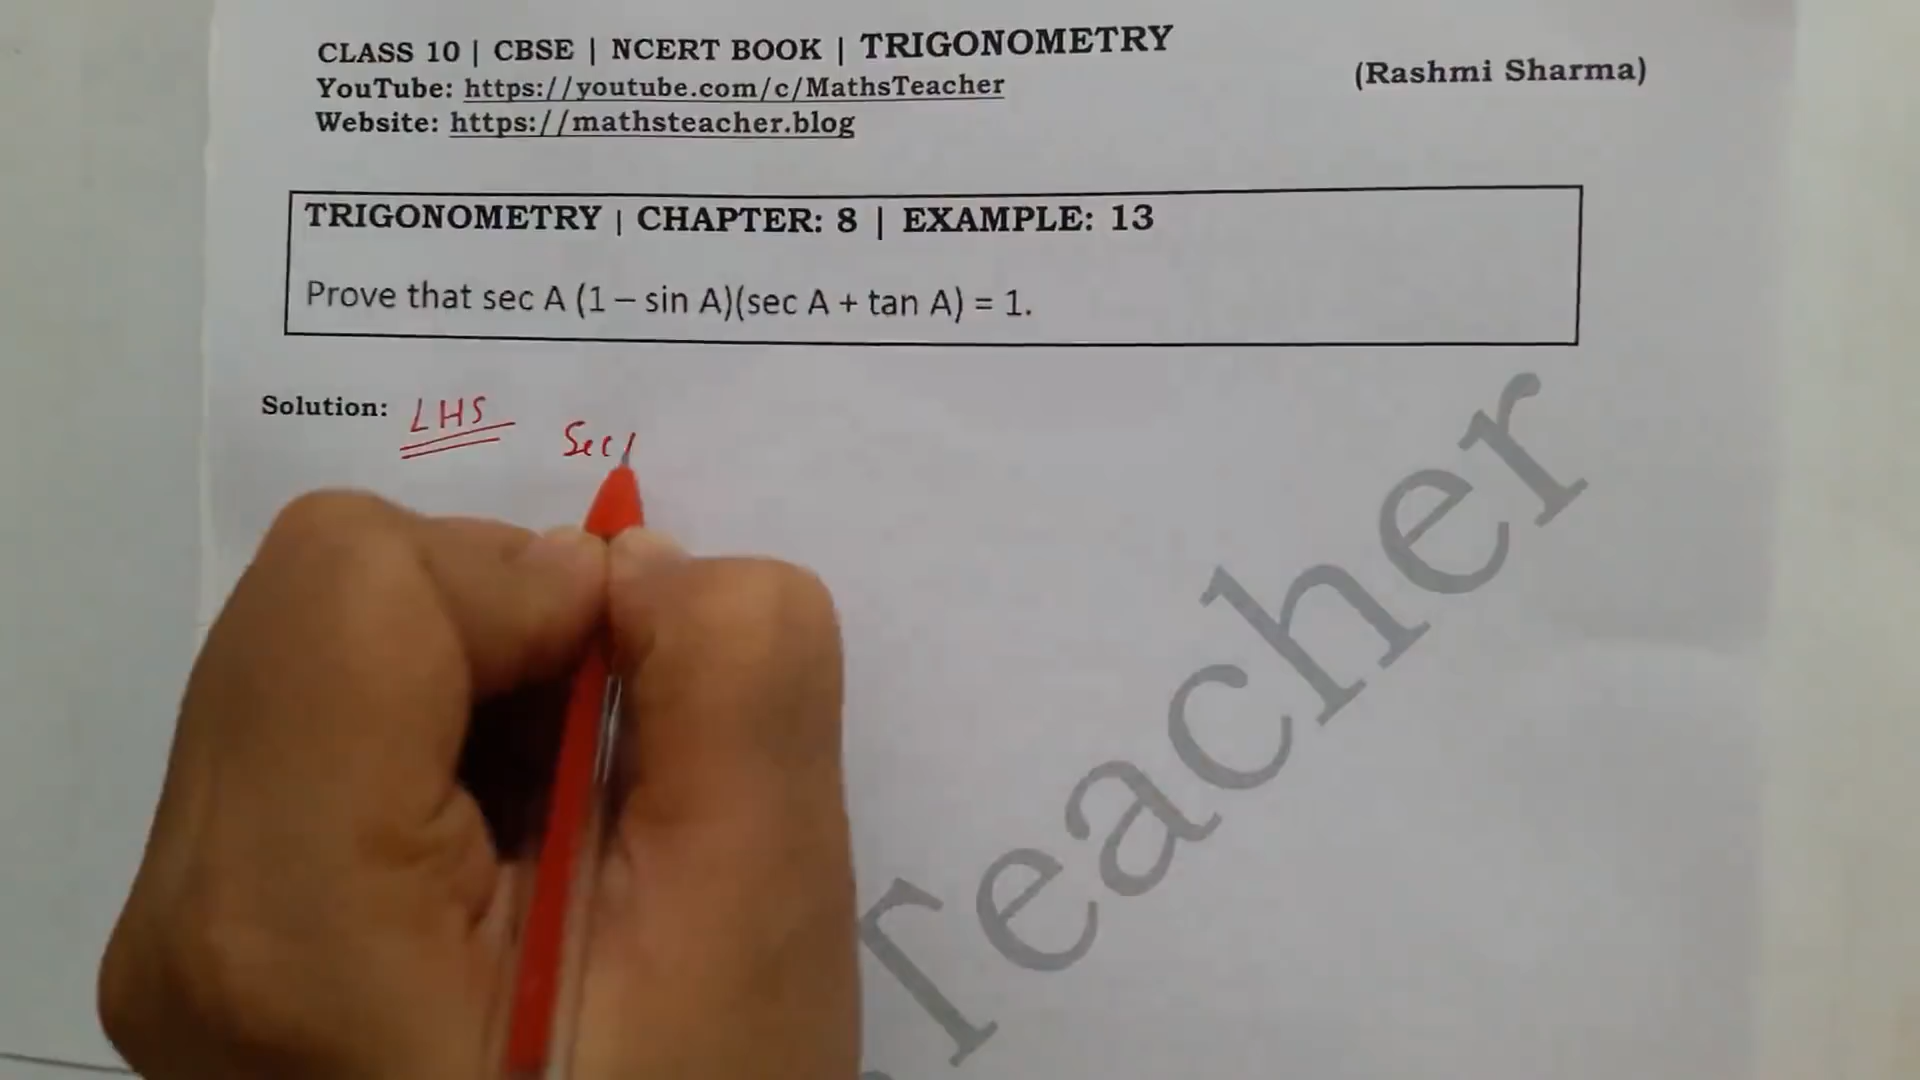 CLASS 10 | CBSE | NCERT BOOK | TRIGONOMETRY
(Rashmi Sharma)
YouTube: https://youtube.com/c/MathsTeacher
Website: https://mathsteacher.blog
TRIGONOMETRY | CHAPTER: 8 | EXAMPLE: 13
Prove that sec A (1 – sin A)(sec A + tan A) = 1.
Solution: LHS Sec
Teacher